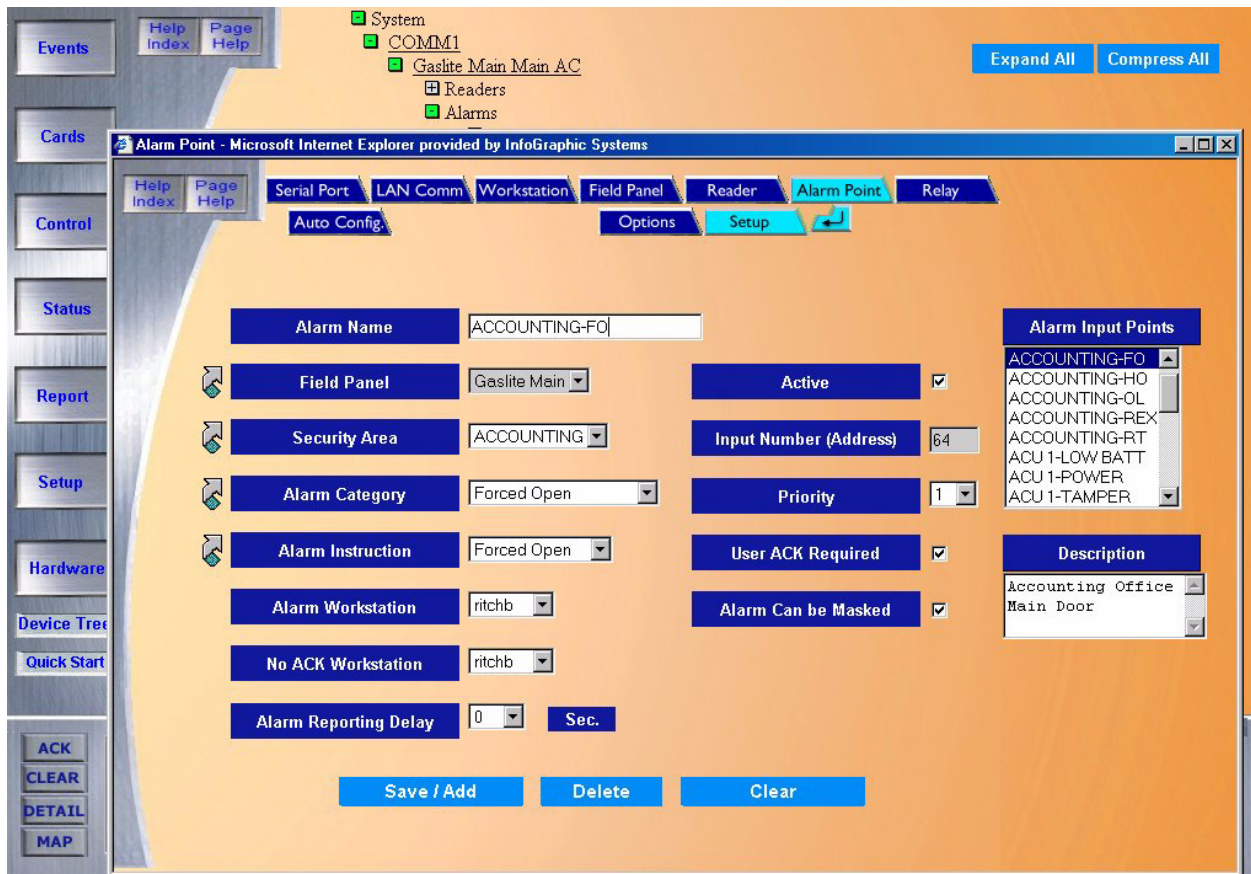 Events
Help Index
Page Help
System
COMM1
Gaslite Main Main AC
Readers
Alarms
Expand All
Compress All
Cards
Control
Status
Report
Setup
Hardware
Device Tree
Quick Start
ACK
CLEAR
DETAIL
MAP
Alarm Point - Microsoft Internet Explorer provided by InfoGraphic Systems
Help Index
Page Help
Serial Port
LAN Comm
Workstation
Field Panel
Reader
Alarm Point
Relay
Auto Config.
Options
Setup
Alarm Name
ACCOUNTING-FO
Field Panel
Gaslite Main
Security Area
ACCOUNTING
Alarm Category
Forced Open
Alarm Instruction
Forced Open
Alarm Workstation
ritchb
No ACK Workstation
ritchb
Alarm Reporting Delay
0
Sec.
Active
Input Number (Address)
64
Priority
1
User ACK Required
Alarm Can be Masked
Alarm Input Points
ACCOUNTING-FO
ACCOUNTING-HO
ACCOUNTING-OL
ACCOUNTING-REX
ACCOUNTING-RT
ACU 1-LOW BATT
ACU 1-POWER
ACU 1-TAMPER
Description
Accounting Office
Main Door
Save / Add
Delete
Clear